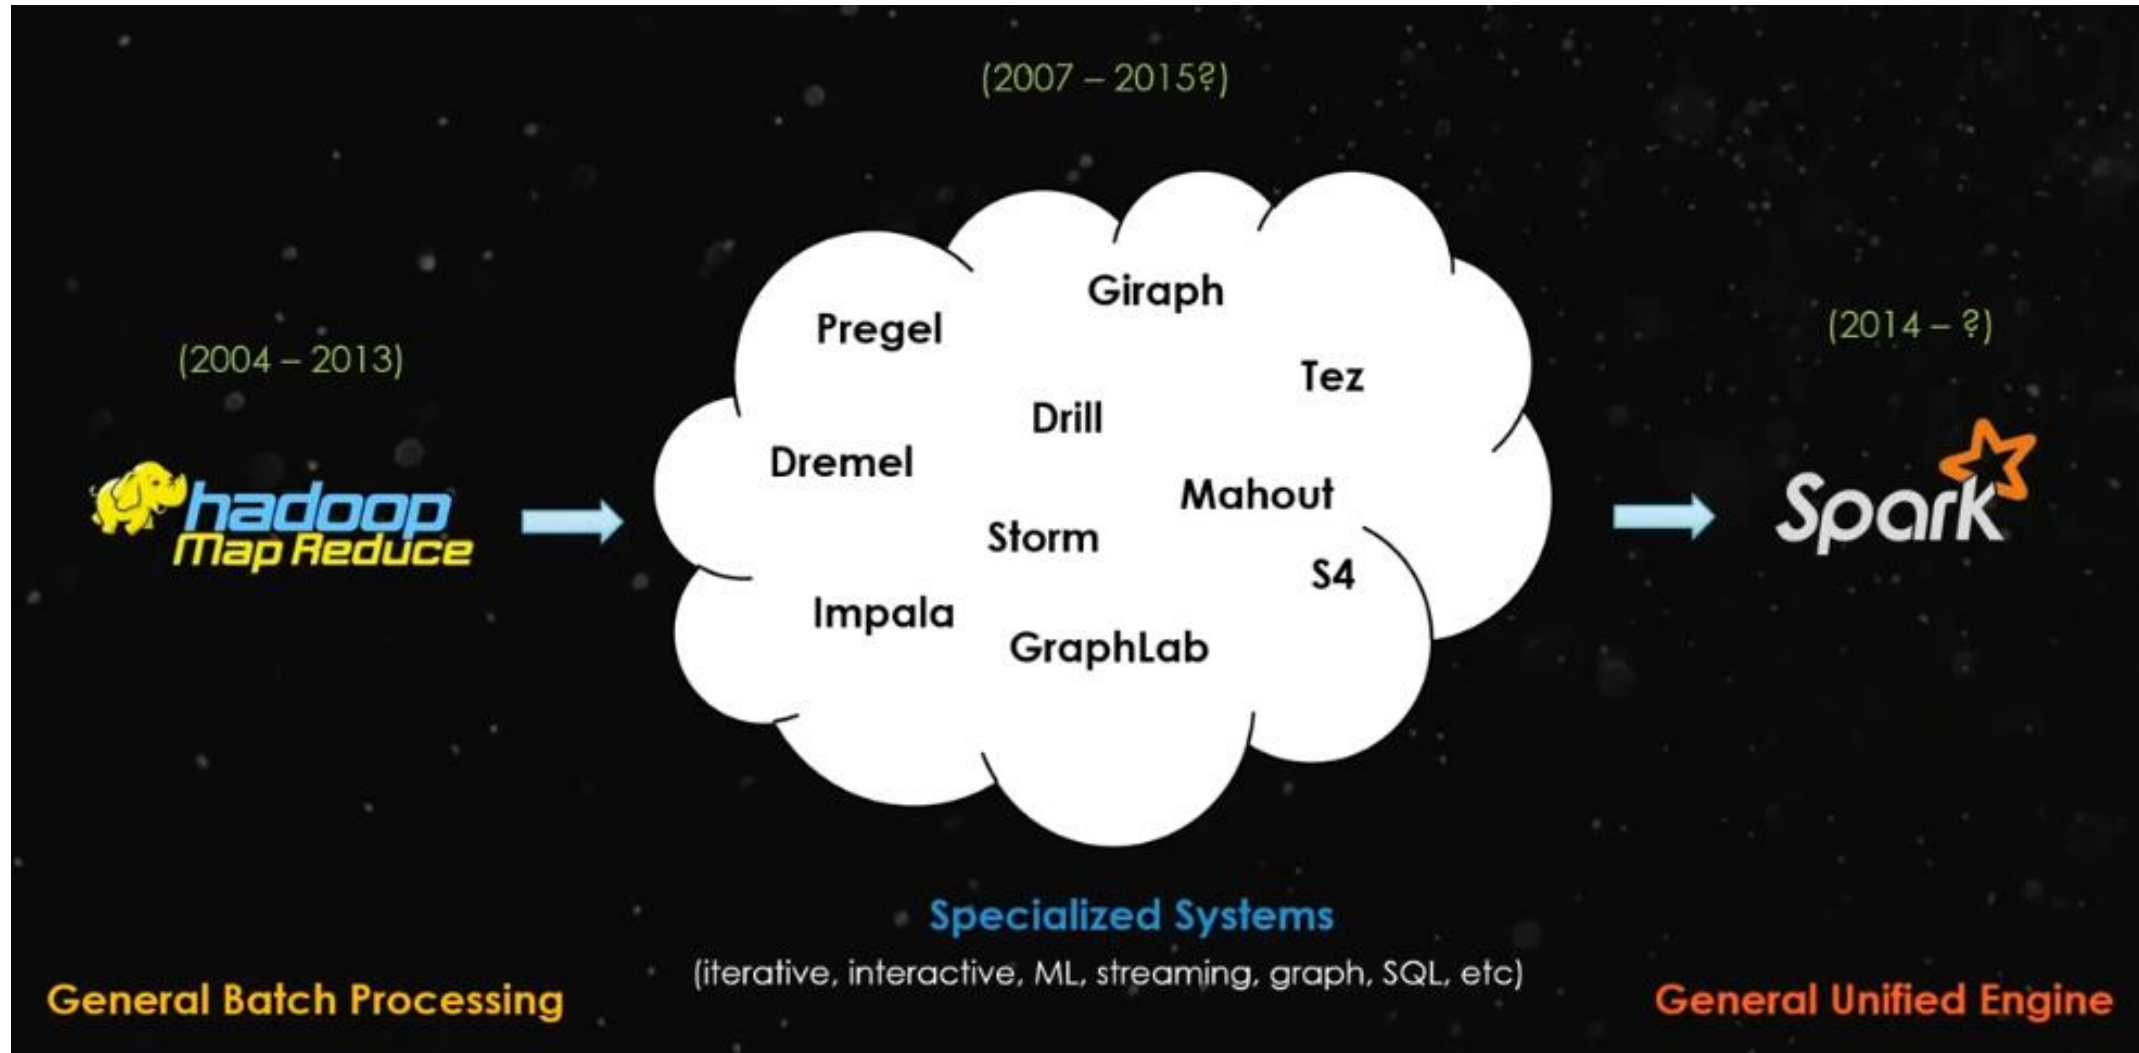 (2007 – 2015?)
(2004 – 2013)
(2014 – ?)
hadoop
Map Reduce
Pregel
Giraph
Tez
Drill
Dremel
Mahout
Storm
S4
Impala
GraphLab
Spark
Specialized Systems
(iterative, interactive, ML, streaming, graph, SQL, etc)
General Batch Processing
General Unified Engine